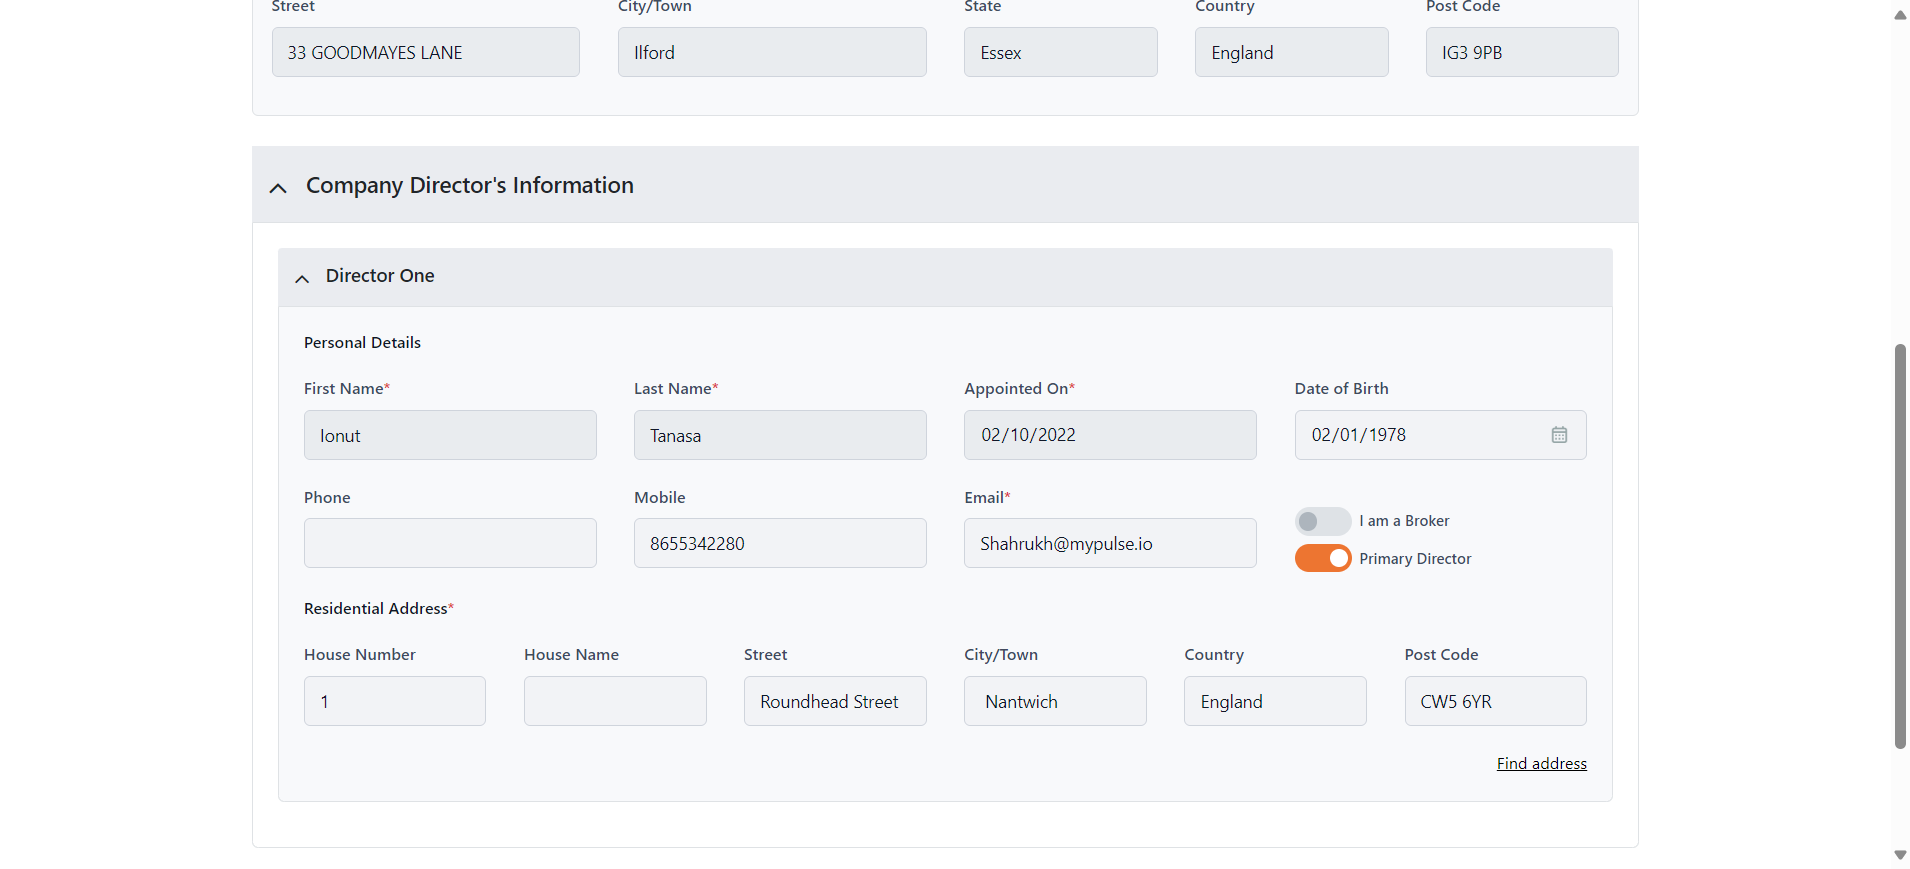 Street City/Town State Country Post Code
33 GOODMAYES LANE Ilford Essex England IG3 9PB
Company Director's Information
Director One
Personal Details
First Name* Last Name* Appointed On* Date of Birth
Ionut Tanasa 02/10/2022 02/01/1978
Phone Mobile Email*
I am a Broker
8655342280 Shahrukh@mypulse.io
Primary Director
Residential Address*
House Number House Name Street City/Town Country Post Code
1 Roundhead Street Nantwich England CW5 6YR
Find address